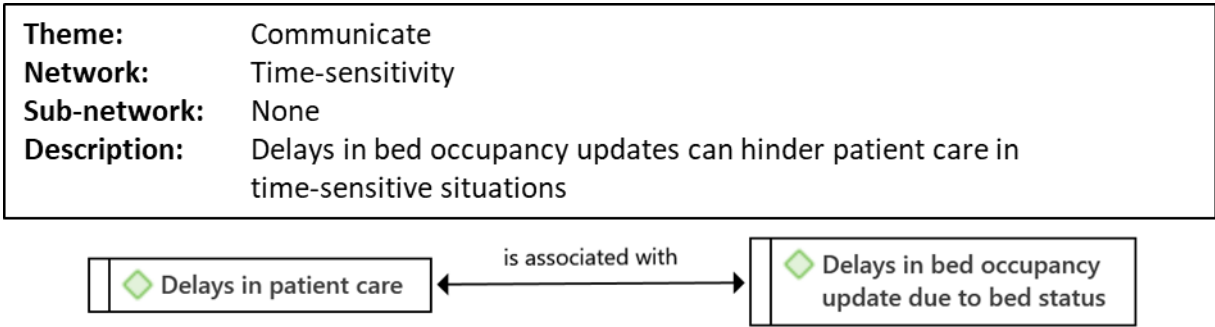 Theme: Communicate
Network: Time-sensitivity
Sub-network: None
Description: Delays in bed occupancy updates can hinder patient care in
time-sensitive situations
Delays in patient care
is associated with
Delays in bed occupancy
update due to bed status